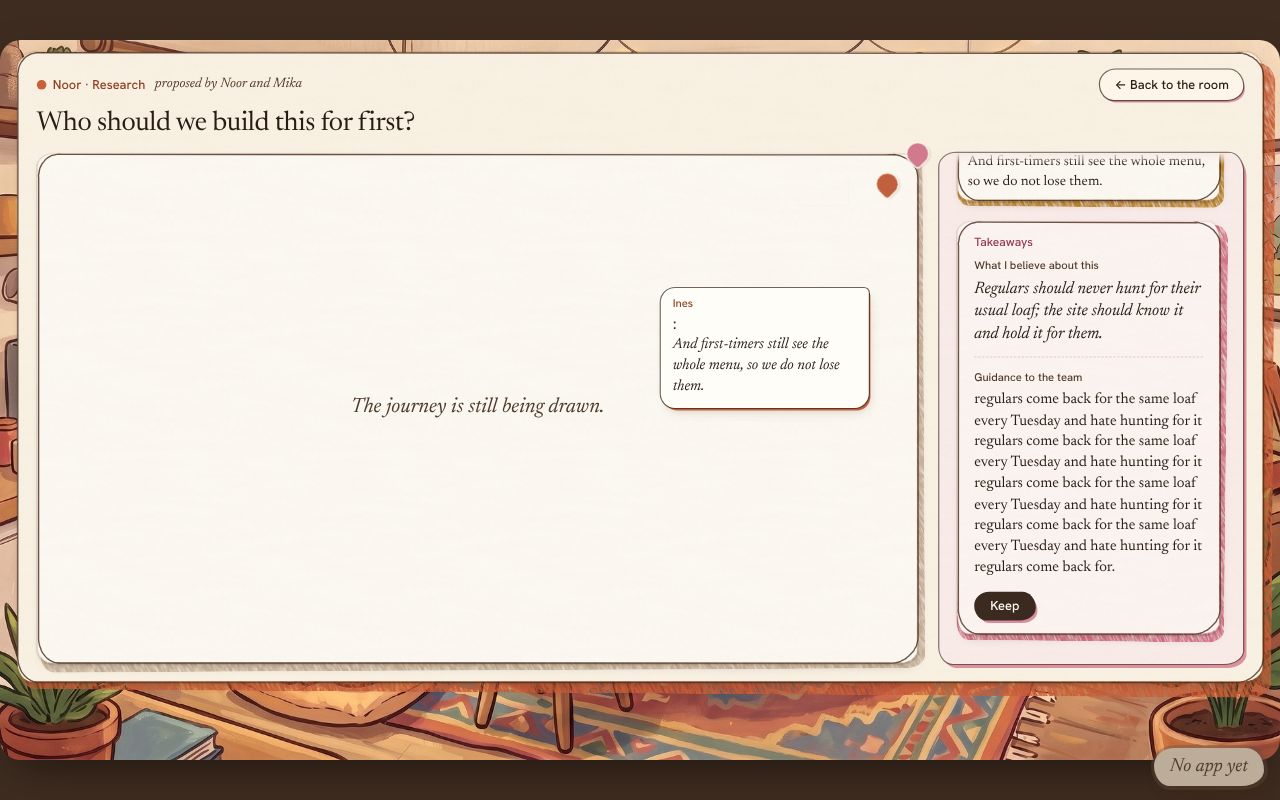 Noor · Research proposed by Noor and Mika
← Back to the room
Who should we build this for first?
Ines
:
And first-timers still see the
whole menu, so we do not lose
them.
The journey is still being drawn.
And first-timers still see the whole menu,
so we do not lose them.
Takeaways
What I believe about this
Regulars should never hunt for their
usual loaf; the site should know it
and hold it for them.
Guidance to the team
regulars come back for the same loaf
every Tuesday and hate hunting for it
regulars come back for the same loaf
every Tuesday and hate hunting for it
regulars come back for the same loaf
every Tuesday and hate hunting for it
regulars come back for the same loaf
every Tuesday and hate hunting for it
regulars come back for.
Keep
No app yet